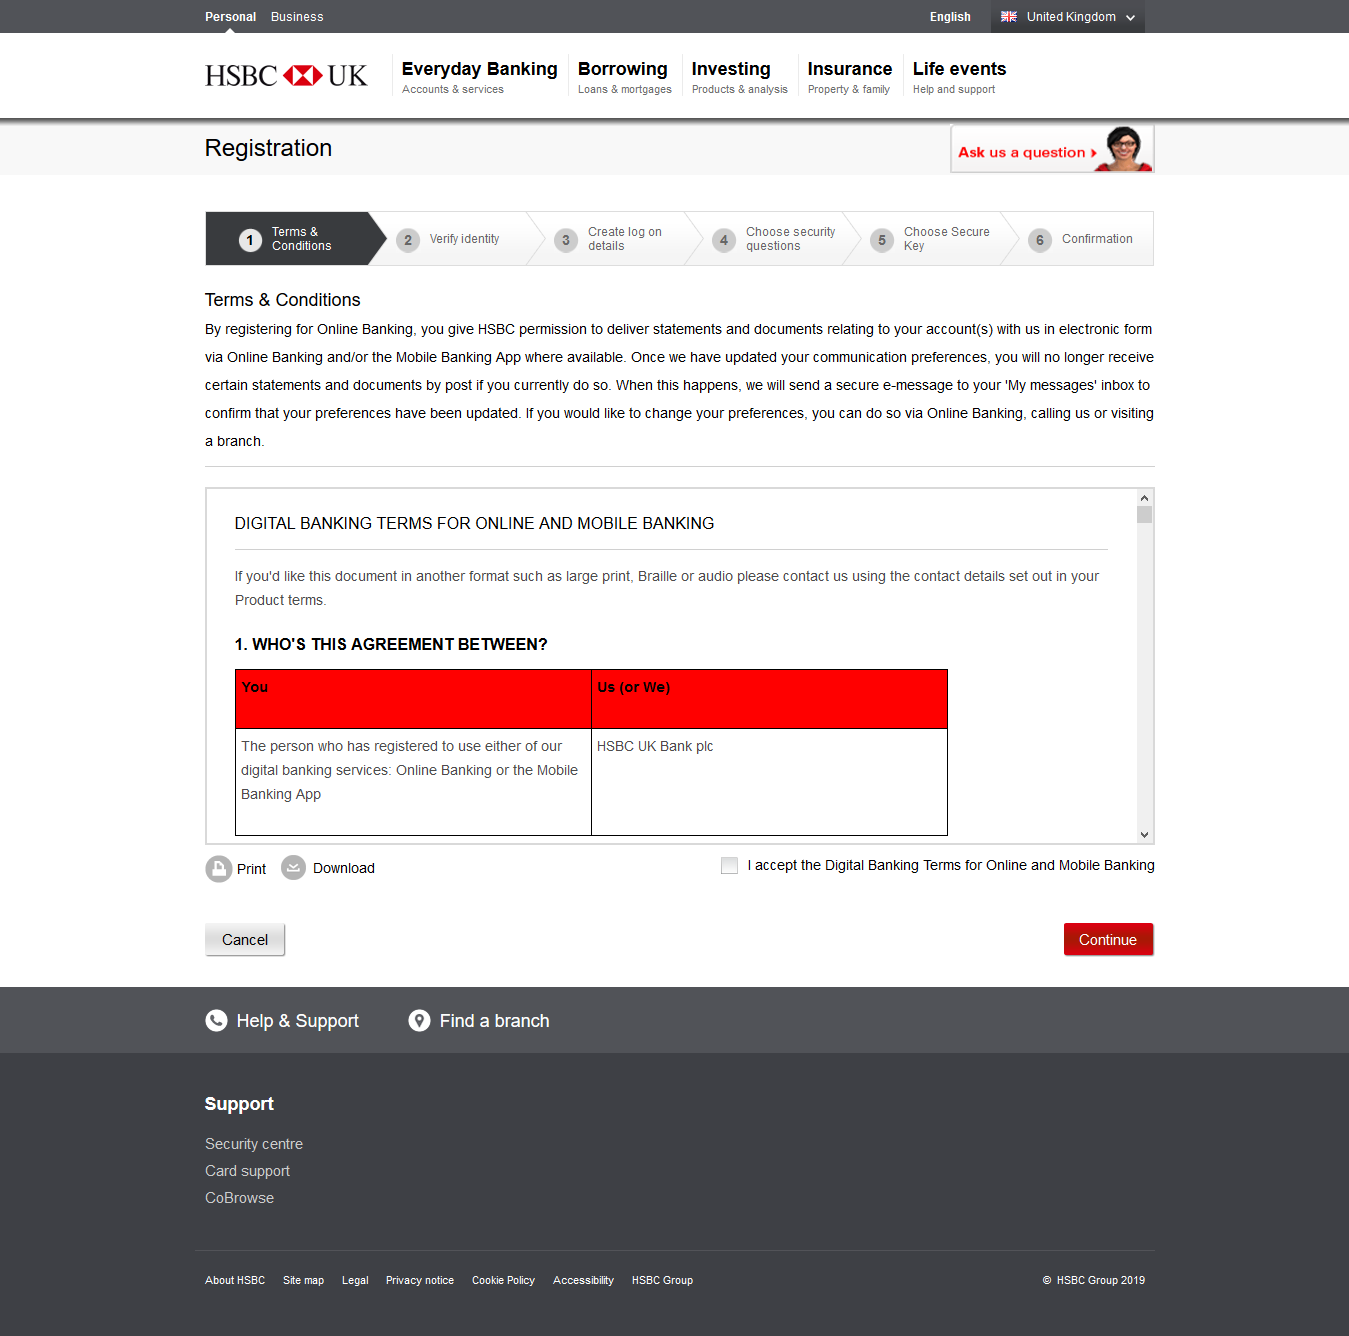 Personal Business English United Kingdom
HSBC UK
Everyday Banking Borrowing Investing Insurance Life events
Accounts & services Loans & mortgages Products & analysis Property & family Help and support
Registration
Ask us a question
1 Terms & Conditions
2 Verify identity
3 Create log on details
4 Choose security questions
5 Choose Secure Key
6 Confirmation
Terms & Conditions
By registering for Online Banking, you give HSBC permission to deliver statements and documents relating to your account(s) with us in electronic form
via Online Banking and/or the Mobile Banking App where available. Once we have updated your communication preferences, you will no longer receive
certain statements and documents by post if you currently do so. When this happens, we will send a secure e-message to your 'My messages' inbox to
confirm that your preferences have been updated. If you would like to change your preferences, you can do so via Online Banking, calling us or visiting
a branch.
DIGITAL BANKING TERMS FOR ONLINE AND MOBILE BANKING
If you'd like this document in another format such as large print, Braille or audio please contact us using the contact details set out in your
Product terms.
1. WHO'S THIS AGREEMENT BETWEEN?
You Us (or We)
The person who has registered to use either of our
digital banking services: Online Banking or the Mobile
Banking App
HSBC UK Bank plc
Print Download I accept the Digital Banking Terms for Online and Mobile Banking
Cancel Continue
Help & Support Find a branch
Support
Security centre
Card support
CoBrowse
About HSBC Site map Legal Privacy notice Cookie Policy Accessibility HSBC Group © HSBC Group 2019